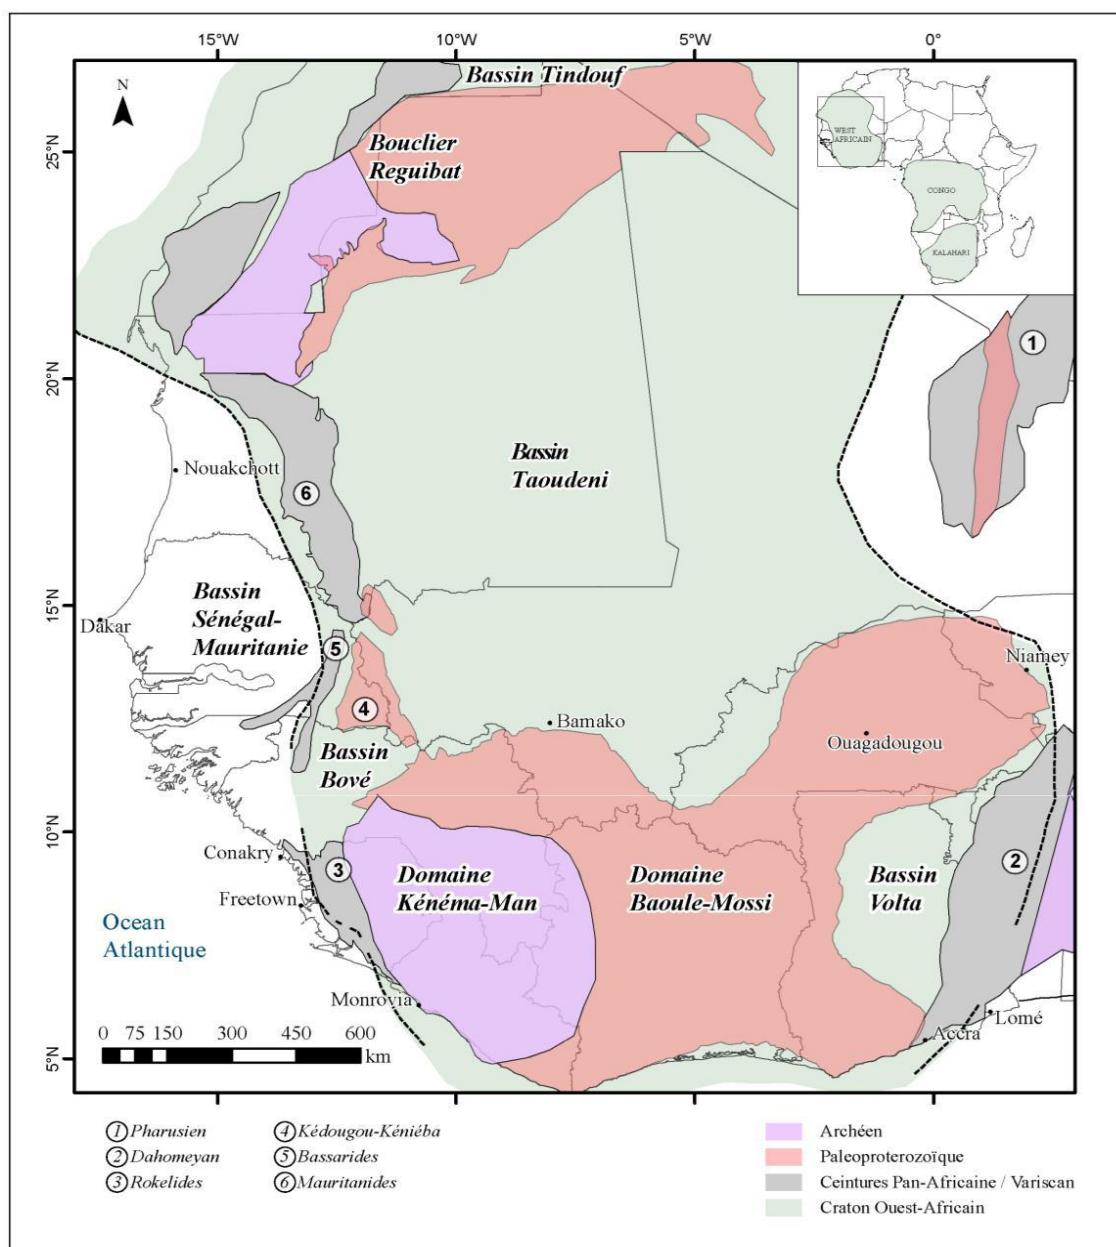 15°W
10°W
5°W
0°
N
25°N
20°N
15°N
10°N
5°N
Bassin Tindouf
Bouclier
Reguibat
WEST
AFRICAIN
CONGO
KALAHARI
1
Bassin
Taoudeni
Nouakchott
6
Bassin
Sénégal-
Mauritanie
Dakar
5
4
Niamey
Bamako
Ouagadougou
Bassin
Bové
Conakry
3
Freetown
Domaine
Kénéma-Man
Domaine
Baoule-Mossi
Bassin
Volta
2
Ocean
Atlantique
Monrovia
Lomé
Accra
0 75 150 300 450 600
km
1 Pharusien
2 Dahomeyan
3 Rokelides
4 Kédougou-Kéniéba
5 Bassarides
6 Mauritanides
Archéen
Paleoproterozoïque
Ceintures Pan-Africaine / Variscan
Craton Ouest-Africain